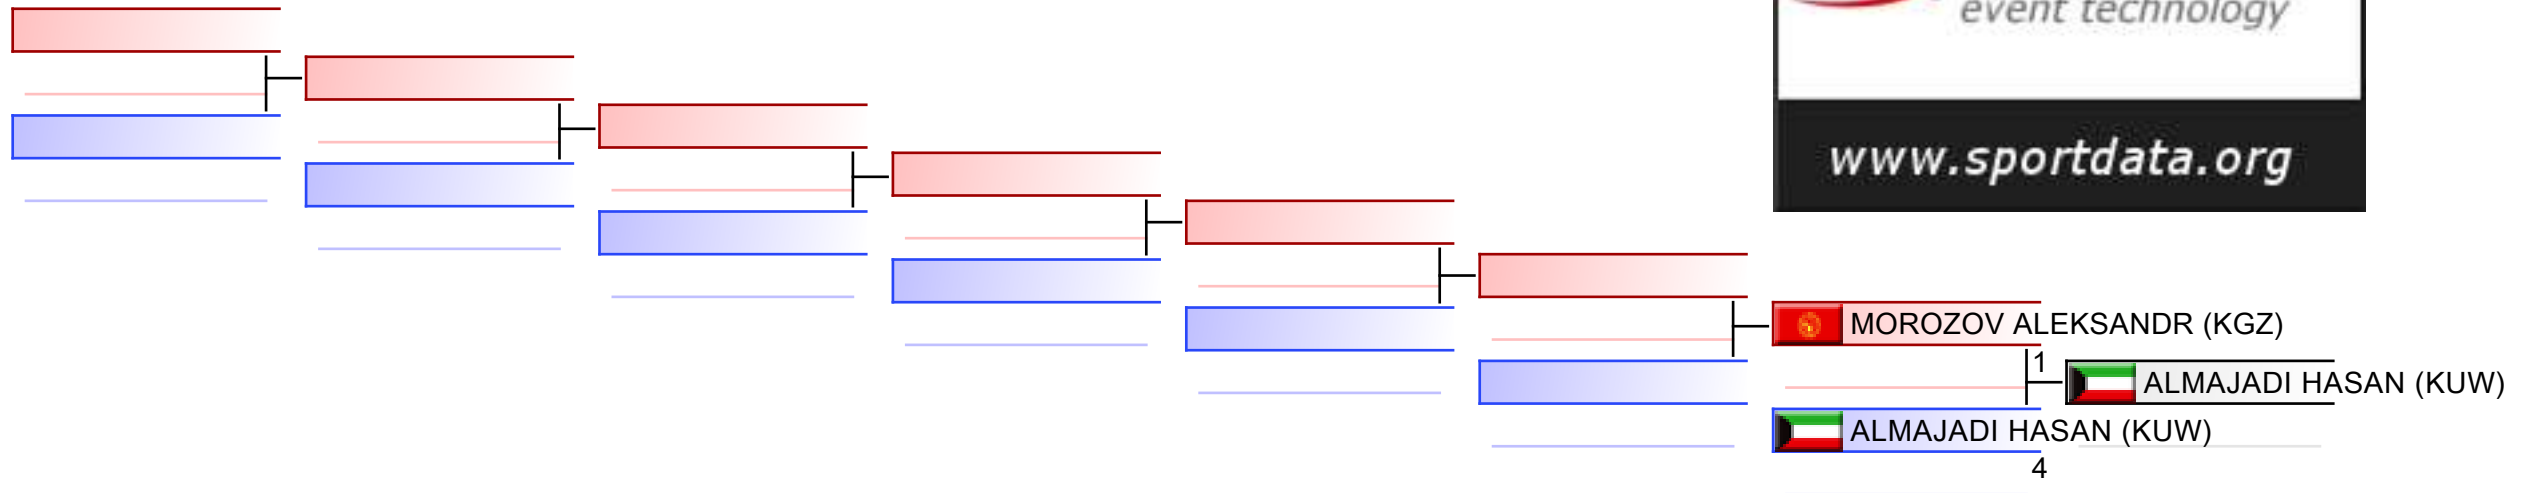 event technology
www.sportdata.org
MOROZOV ALEKSANDR (KGZ)
1
ALMAJADI HASAN (KUW)
ALMAJADI HASAN (KUW)
4